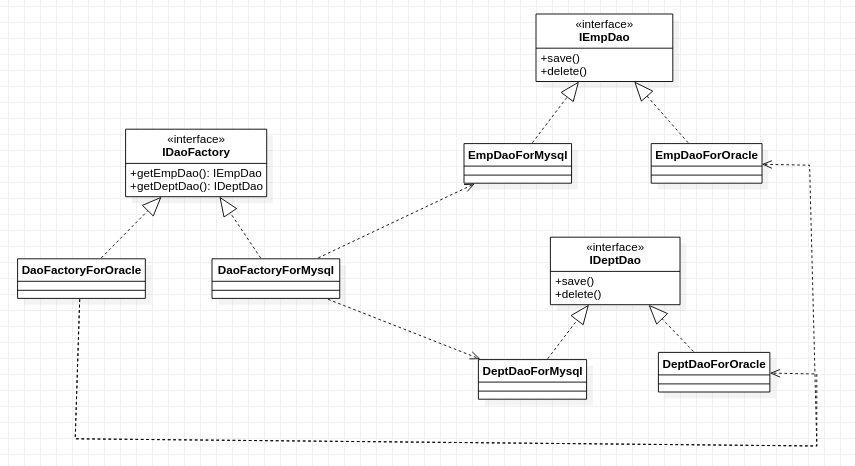 «interface»
IEmpDao
+save()
+delete()
«interface»
IDaoFactory
+getEmpDao(): IEmpDao
+getDeptDao(): IDeptDao
EmpDaoForMysql
EmpDaoForOracle
«interface»
IDeptDao
+save()
+delete()
DaoFactoryForOracle
DaoFactoryForMysql
DeptDaoForMysql
DeptDaoForOracle